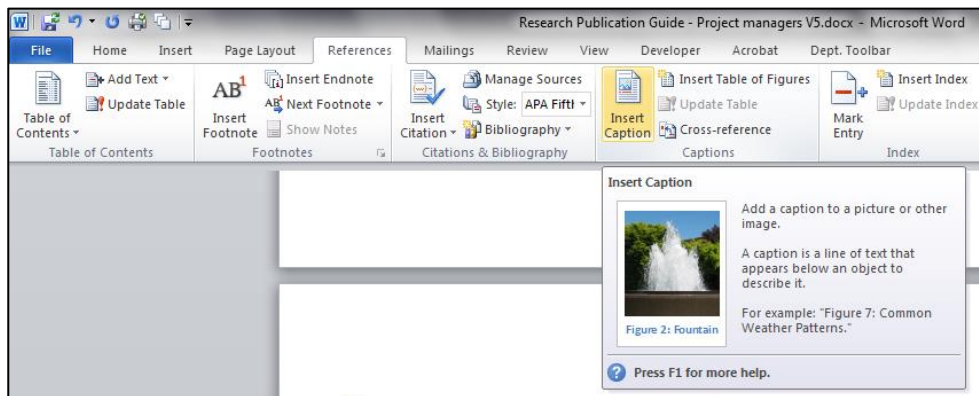 Research Publication Guide - Project managers V5.docx - Microsoft Word
File Home Insert Page Layout References Mailings Review View Developer Acrobat Dept. Toolbar
Table of Contents
Add Text
Update Table
Table of Contents
AB1
Insert Footnote
Insert Endnote
AB1 Next Footnote
Show Notes
Footnotes
Insert Citation
Manage Sources
Style: APA Fiftl
Bibliography
Citations & Bibliography
Insert Caption
Insert Table of Figures
Update Table
Cross-reference
Captions
Mark Entry
Insert Index
Update Index
Index
Insert Caption
Figure 2: Fountain
Add a caption to a picture or other
image.
A caption is a line of text that
appears below an object to
describe it.
For example: "Figure 7: Common
Weather Patterns."
Press F1 for more help.